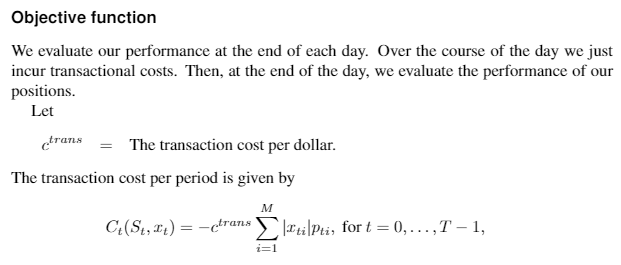 Objective function
We evaluate our performance at the end of each day. Over the course of the day we just
incur transactional costs. Then, at the end of the day, we evaluate the performance of our
positions.
Let
c^{trans} = The transaction cost per dollar.
The transaction cost per period is given by
C_t(S_t, x_t) = -c^{trans} \sum_{i=1}^{M} |x_{ti}|p_{ti}, for t = 0, . . . , T − 1,